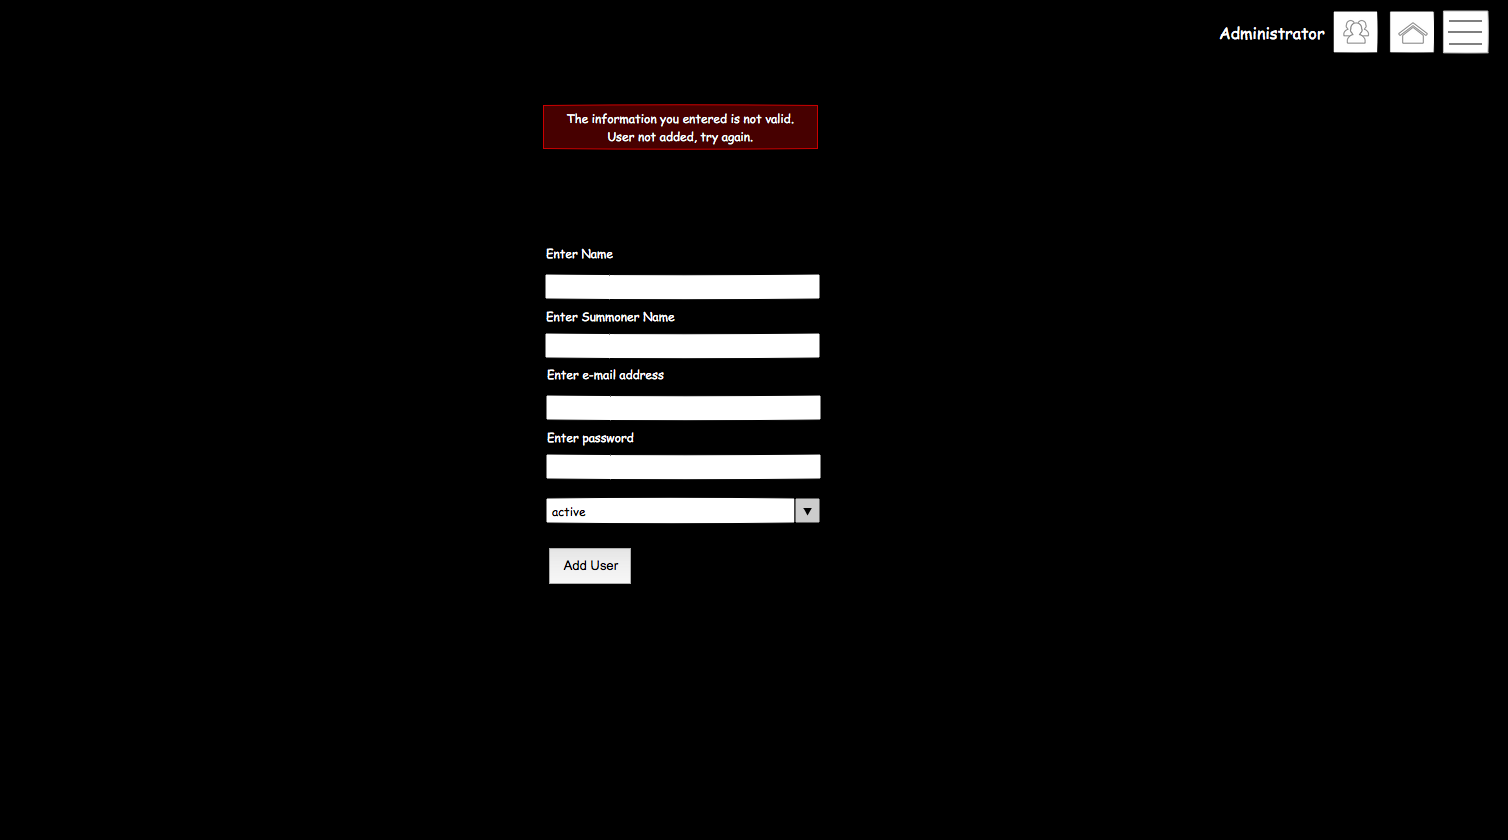 Administrator
The information you entered is not valid.
User not added, try again.
Enter Name
Enter Summoner Name
Enter e-mail address
Enter password
active
Add User